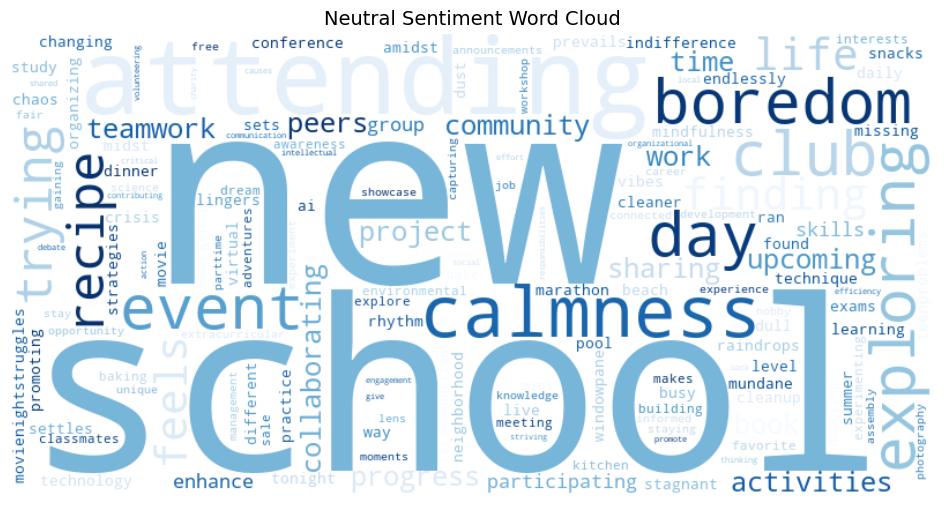 Neutral Sentiment Word Cloud
changing
free
conference
amidst
announcements
prevails
indifference
interests
snacks
study
shared
chaos
fair
organizing
volunteering
charity
causes
attending
dust
workshop
time
endlessly
life
daily
local
boredom
teamwork
sets
communication
awareness
intellectual
peers
group
community
mindfulness
missing
trying
gaining
midst
critical
dinner
science
contributing
recipe
new
capturing
effort
organizational
work
career
club
exploring
crisis
dream
lingers
ai
showcase
job
vibes
finding
cleaner
connected
development
ran
skills
debate
strategies
action
movie
parttime
virtual
adventures
experiment
project
social
responsibilities
day
found
upcoming
technique
sharing
experience
efficiency
event
collaborating
environmental
explore
marathon
beach
rhythm
calmness
hobby
exams
learning
stay
opportunity
extracurricular
pool
dull
raindrops
movienightstruggles
promoting
feels
baking
unique
management
different
sale
practice
school
engagement
give
neighborhood
knowledge
live
meeting
striving
windowpane
makes
busy
building
informed
staying
promote
level
mundane
cleanup
book
back
summer
experimenting
assembly
settles
classmates
lens
way
moments
favorite
thinking
photography
technology
enhance
tonight
progress
participating
kitchen
stagnant
activities